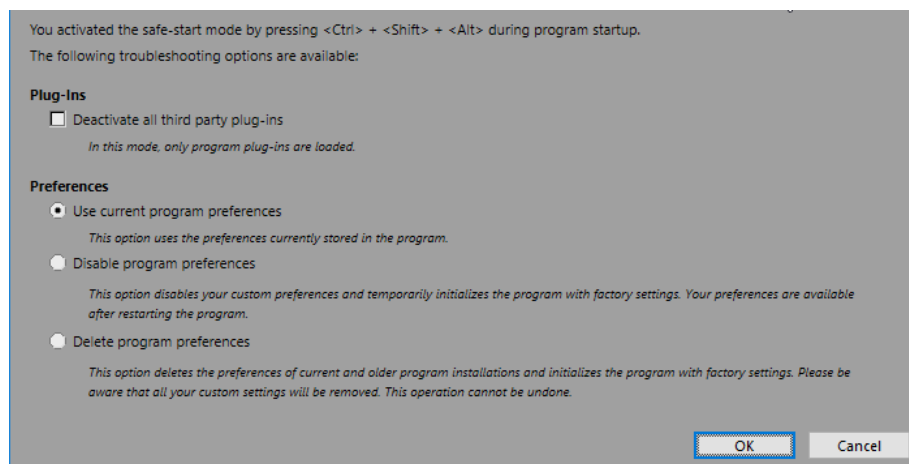 You activated the safe-start mode by pressing <Ctrl> + <Shift> + <Alt> during program startup.
The following troubleshooting options are available:
Plug-Ins
Deactivate all third party plug-ins
In this mode, only program plug-ins are loaded.
Preferences
Use current program preferences
This option uses the preferences currently stored in the program.
Disable program preferences
This option disables your custom preferences and temporarily initializes the program with factory settings. Your preferences are available
after restarting the program.
Delete program preferences
This option deletes the preferences of current and older program installations and initializes the program with factory settings. Please be
aware that all your custom settings will be removed. This operation cannot be undone.
OK Cancel